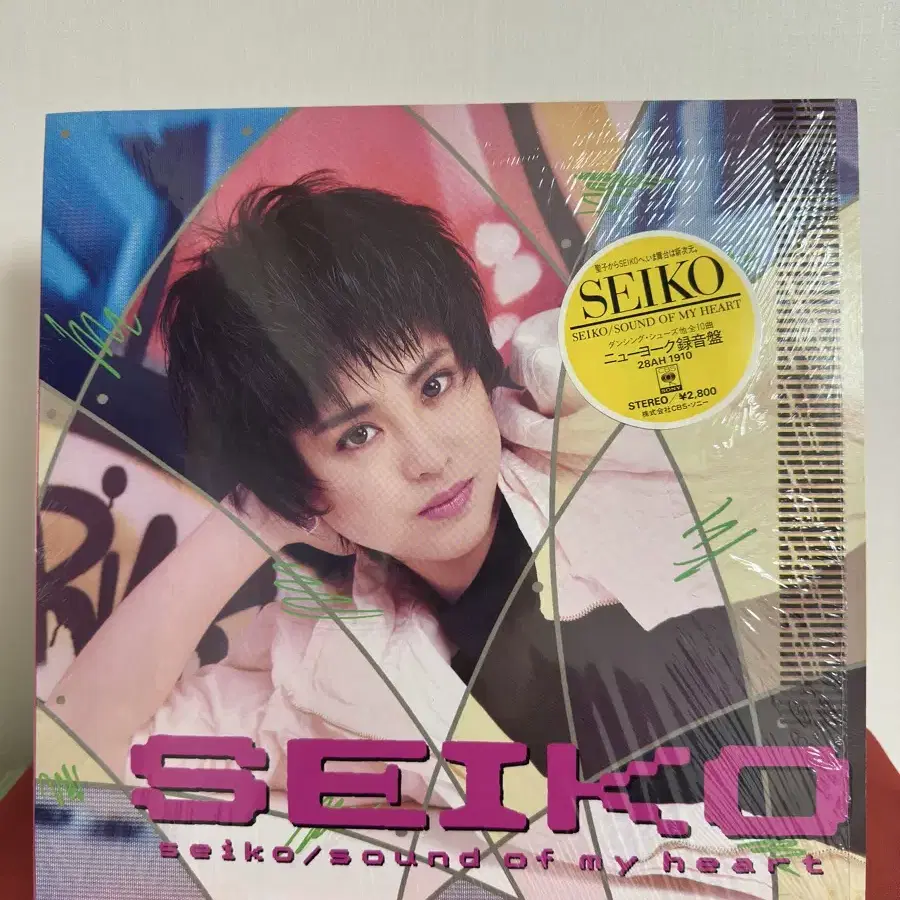 聖子からSEIKOへ、いま舞台は新次元。
SEIKO
SEIKO/SOUND OF MY HEART
ダンシング・シューズ他全10曲
ニューヨーク録音盤
28AH 1910
CBS
SONY
STEREO/¥2,800
株式会社CBS・ソニー
SEIKO
seiko/sound of my heart